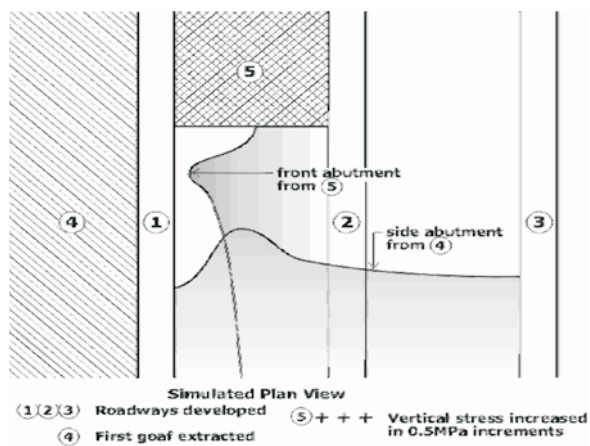 5
front abutment
from 5
4
1
2
3
side abutment
from 4
Simulated Plan View
1 2 3 Roadways developed
5 + + + Vertical stress increased
in 0.5MPa increments
4 First goaf extracted